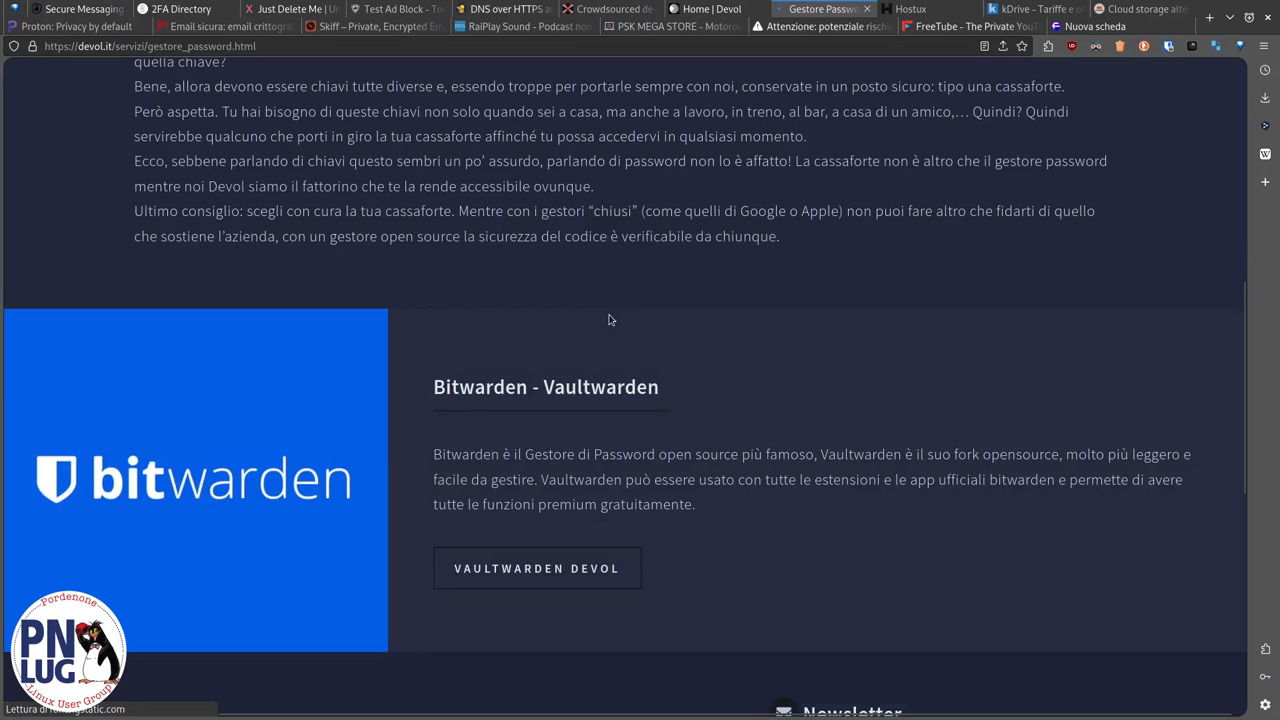 Secure Messaging
2FA Directory
Just Delete Me | Un
Test Ad Block - Too
DNS over HTTPS a
Crowdsourced de
Home | Devol
Gestore Passwo
Hostux
kDrive - Tariffe e o
Cloud storage alte
Proton: Privacy by default
Email sicura: email crittogra
Skiff – Private, Encrypted E
RaiPlay Sound - Podcast no
PSK MEGA STORE - Motoro
Attenzione: potenziale risch
FreeTube - The Private YouT
Nuova scheda
https://devol.it/servizi/gestore_password.html
quella chiave?
Bene, allora devono essere chiavi tutte diverse e, essendo troppe per portarle sempre con noi, conservate in un posto sicuro: tipo una cassaforte.
Però aspetta. Tu hai bisogno di queste chiavi non solo quando sei a casa, ma anche a lavoro, in treno, al bar, a casa di un amico,… Quindi? Quindi
servirebbe qualcuno che porti in giro la tua cassaforte affinché tu possa accedervi in qualsiasi momento.
Ecco, sebbene parlando di chiavi questo sembri un po' assurdo, parlando di password non lo è affatto! La cassaforte non è altro che il gestore password
mentre noi Devol siamo il fattorino che te la rende accessibile ovunque.
Ultimo consiglio: scegli con cura la tua cassaforte. Mentre con i gestori “chiusi” (come quelli di Google o Apple) non puoi fare altro che fidarti di quello
che sostiene l’azienda, con un gestore open source la sicurezza del codice è verificabile da chiunque.
bitwarden
Bitwarden - Vaultwarden
Bitwarden è il Gestore di Password open source più famoso, Vaultwarden è il suo fork opensource, molto più leggero e
facile da gestire. Vaultwarden può essere usato con tutte le estensioni e le app ufficiali bitwarden e permette di avere
tutte le funzioni premium gratuitamente.
VAULTWARDEN DEVOL
Pordenone
PN
LUG
Linux User Group
Newsletter